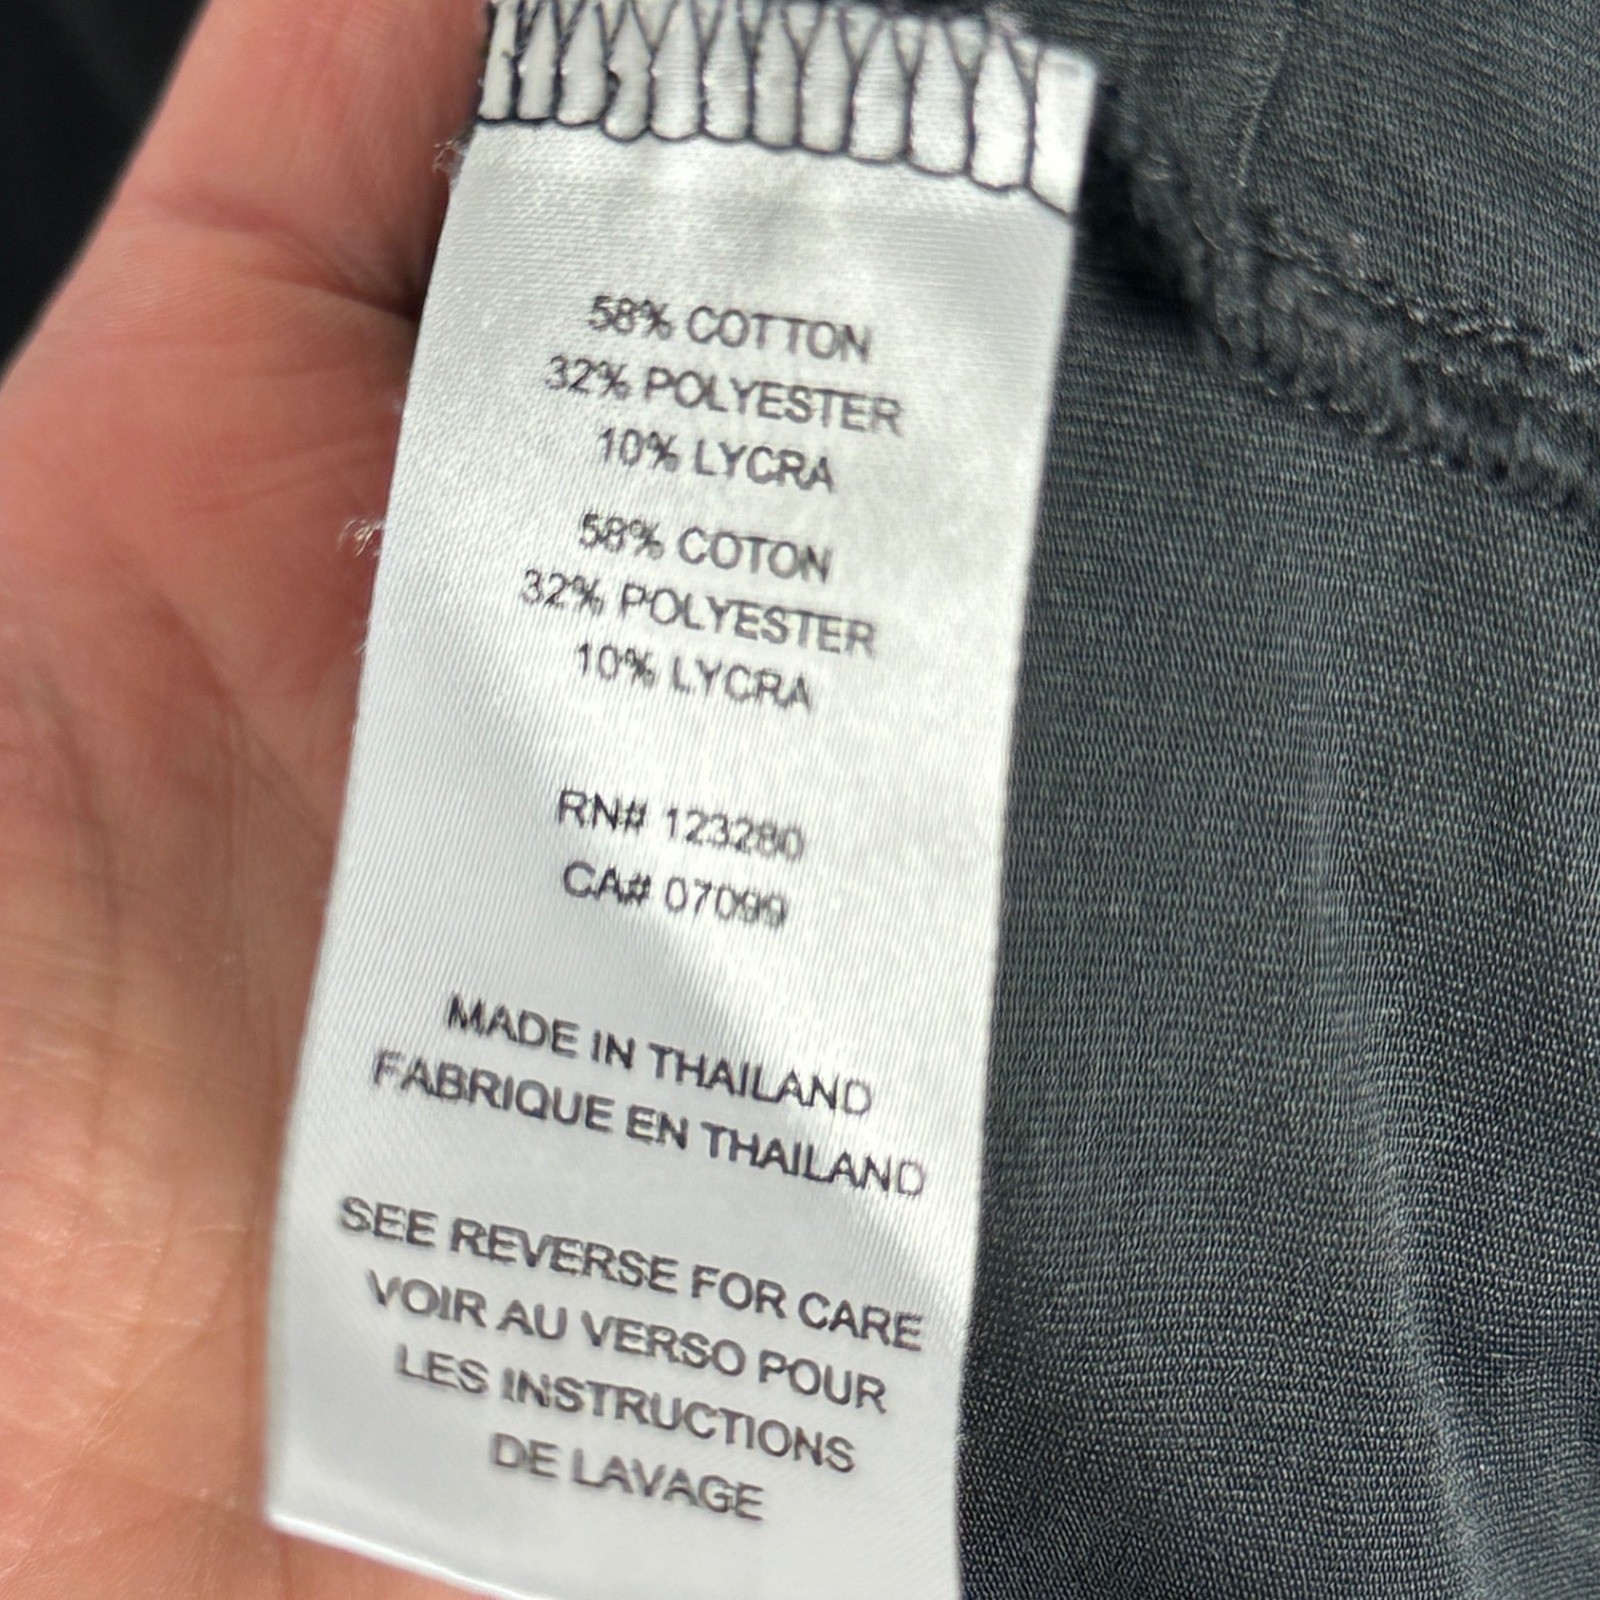 58% COTTON
32% POLYESTER
10% LYCRA
58% COTON
32% POLYESTER
10% LYCRA
RN# 123280
CA# 07099
MADE IN THAILAND
FABRIQUE EN THAILAND
SEE REVERSE FOR CARE
VOIR AU VERSO POUR
LES INSTRUCTIONS
DE LAVAGE